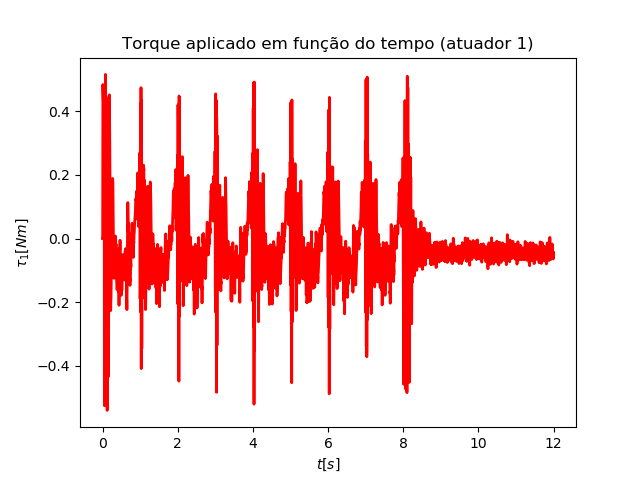 Torque aplicado em função do tempo (atuador 1)
τ₁[Nm]
0.4
0.2
0.0
−0.2
−0.4
0 2 4 6 8 10 12
t[s]